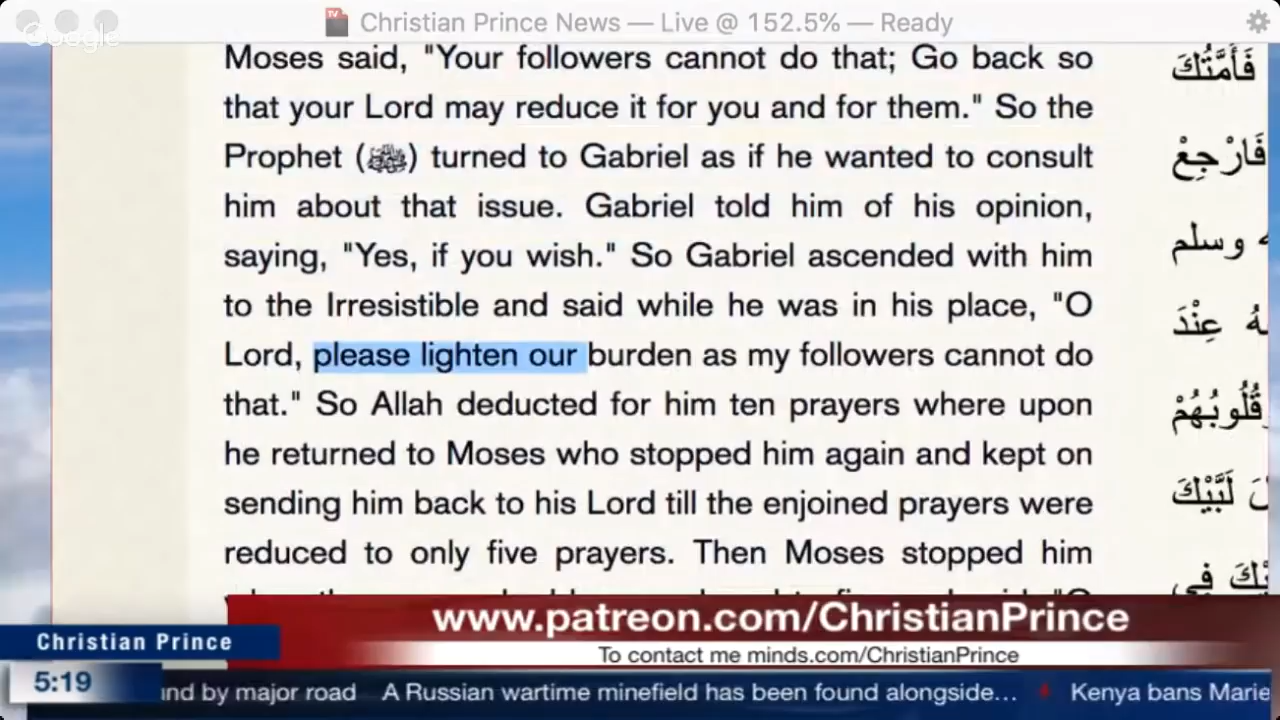 Christian Prince News — Live @ 152.5% — Ready
Google
Moses said, "Your followers cannot do that; Go back so
that your Lord may reduce it for you and for them." So the
Prophet (ﷺ) turned to Gabriel as if he wanted to consult
him about that issue. Gabriel told him of his opinion,
saying, "Yes, if you wish." So Gabriel ascended with him
to the Irresistible and said while he was in his place, "O
Lord, please lighten our burden as my followers cannot do
that." So Allah deducted for him ten prayers where upon
he returned to Moses who stopped him again and kept on
sending him back to his Lord till the enjoined prayers were
reduced to only five prayers. Then Moses stopped him
فَأُمَّتُكَ
فَارْجِعْ
وسلم
عِنْدَ
قُلُوبُهُمْ
لَبَّيْكَ
فِي
www.patreon.com/ChristianPrince
To contact me minds.com/ChristianPrince
Christian Prince
5:19
by major road A Russian wartime minefield has been found alongside... Kenya bans